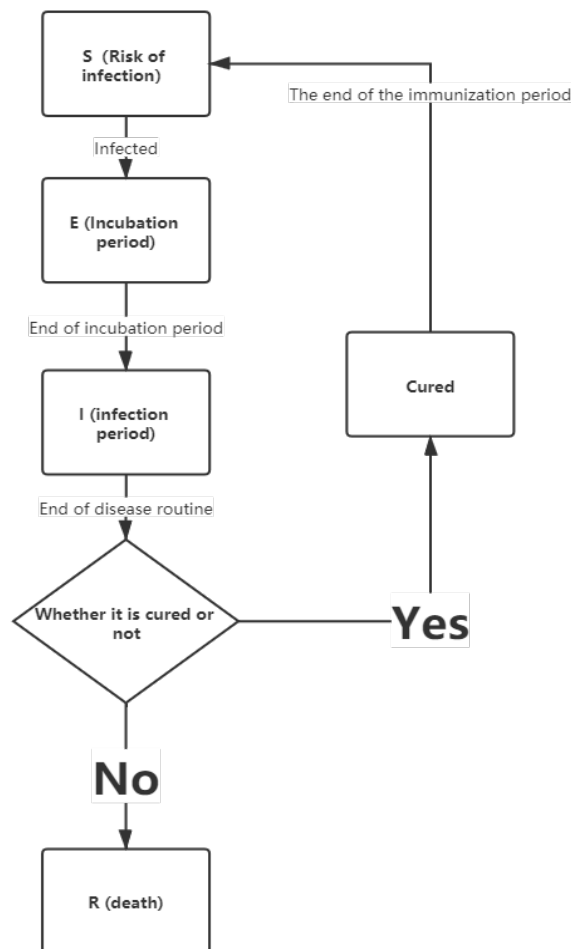 S (Risk of
infection)
The end of the immunization period
Infected
E (Incubation
period)
End of incubation period
I (infection
period)
Cured
End of disease routine
Whether it is cured or
not
Yes
No
R (death)